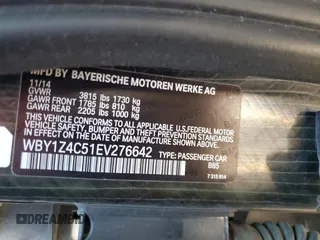 MFD BY BAYERISCHE MOTOREN WERKE AG
11/14
GVWR 3815 lbs 1730 kg
GAWR FRONT 1785 lbs 810 kg
GAWR REAR 2205 lbs 1000 kg
THIS VEHICLE CONFORMS TO ALL APPLICABLE
U.S. FEDERAL MOTOR VEHICLE SAFETY,
BUMPER AND THEFT PREVENTION STANDARDS
IN EFFECT ON THE DATE OF
MANUFACTURE SHOWN ABOVE.
WBY1Z4C51EV276642 TYPE: PASSENGER CAR
B85
7 315 814
DREAMBID